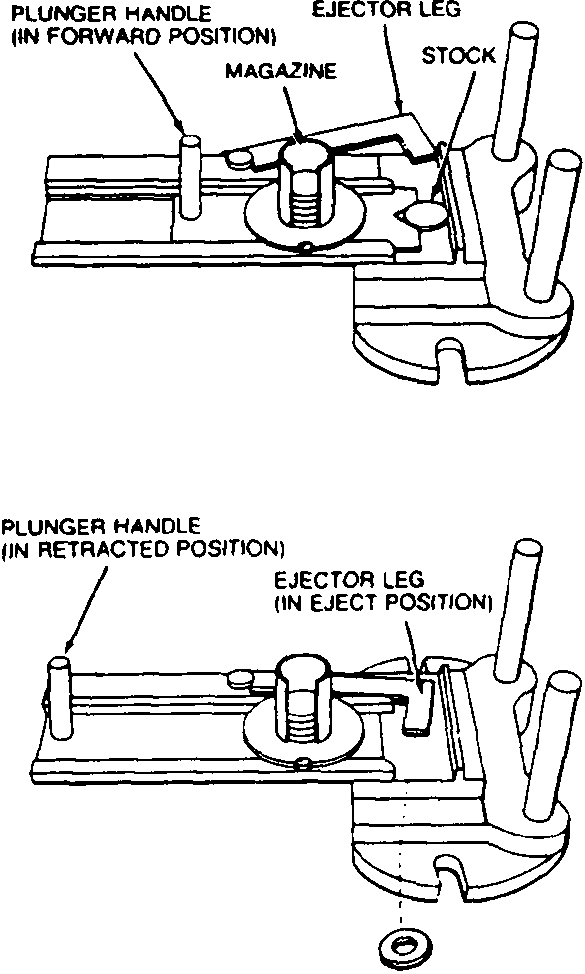 PLUNGER HANDLE
(IN FORWARD POSITION)
EJECTOR LEG
STOCK
MAGAZINE
PLUNGER HANDLE
(IN RETRACTED POSITION)
EJECTOR LEG
(IN EJECT POSITION)